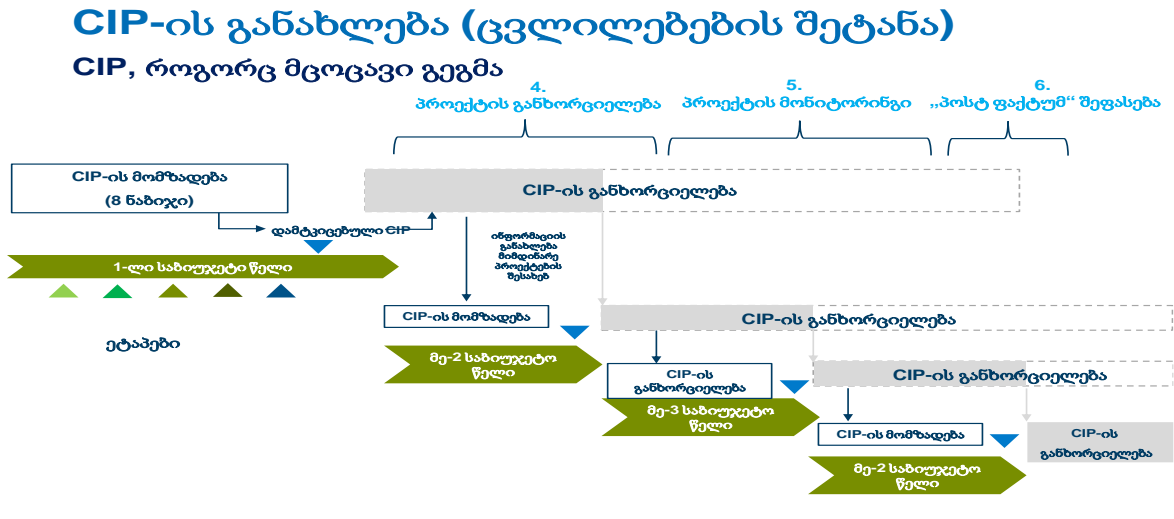 CIP-ის განახლება (ცვლილებების შეტანა)
CIP, როგორც მცოცავი გეგმა
4.
პროექტის განხორციელება
5.
პროექტის მონიტორინგი
6.
„პოსტ ფაქტუმ“ შეფასება
CIP-ის მომზადება
(8 ნაბიჯი)
CIP-ის განხორციელება
დამტკიცებული CIP
ინფორმაციის
განახლება
მიმდინარე
პროექტების
შესახებ
1-ლი საბიუჯეტი წელი
CIP-ის მომზადება
CIP-ის განხორციელება
ეტაპები
მე-2 საბიუჯეტო
წელი
CIP-ის
განხორციელება
CIP-ის განხორციელება
მე-3 საბიუჯეტო
წელი
CIP-ის მომზადება
CIP-ის
განხორციელება
მე-2 საბიუჯეტო
წელი